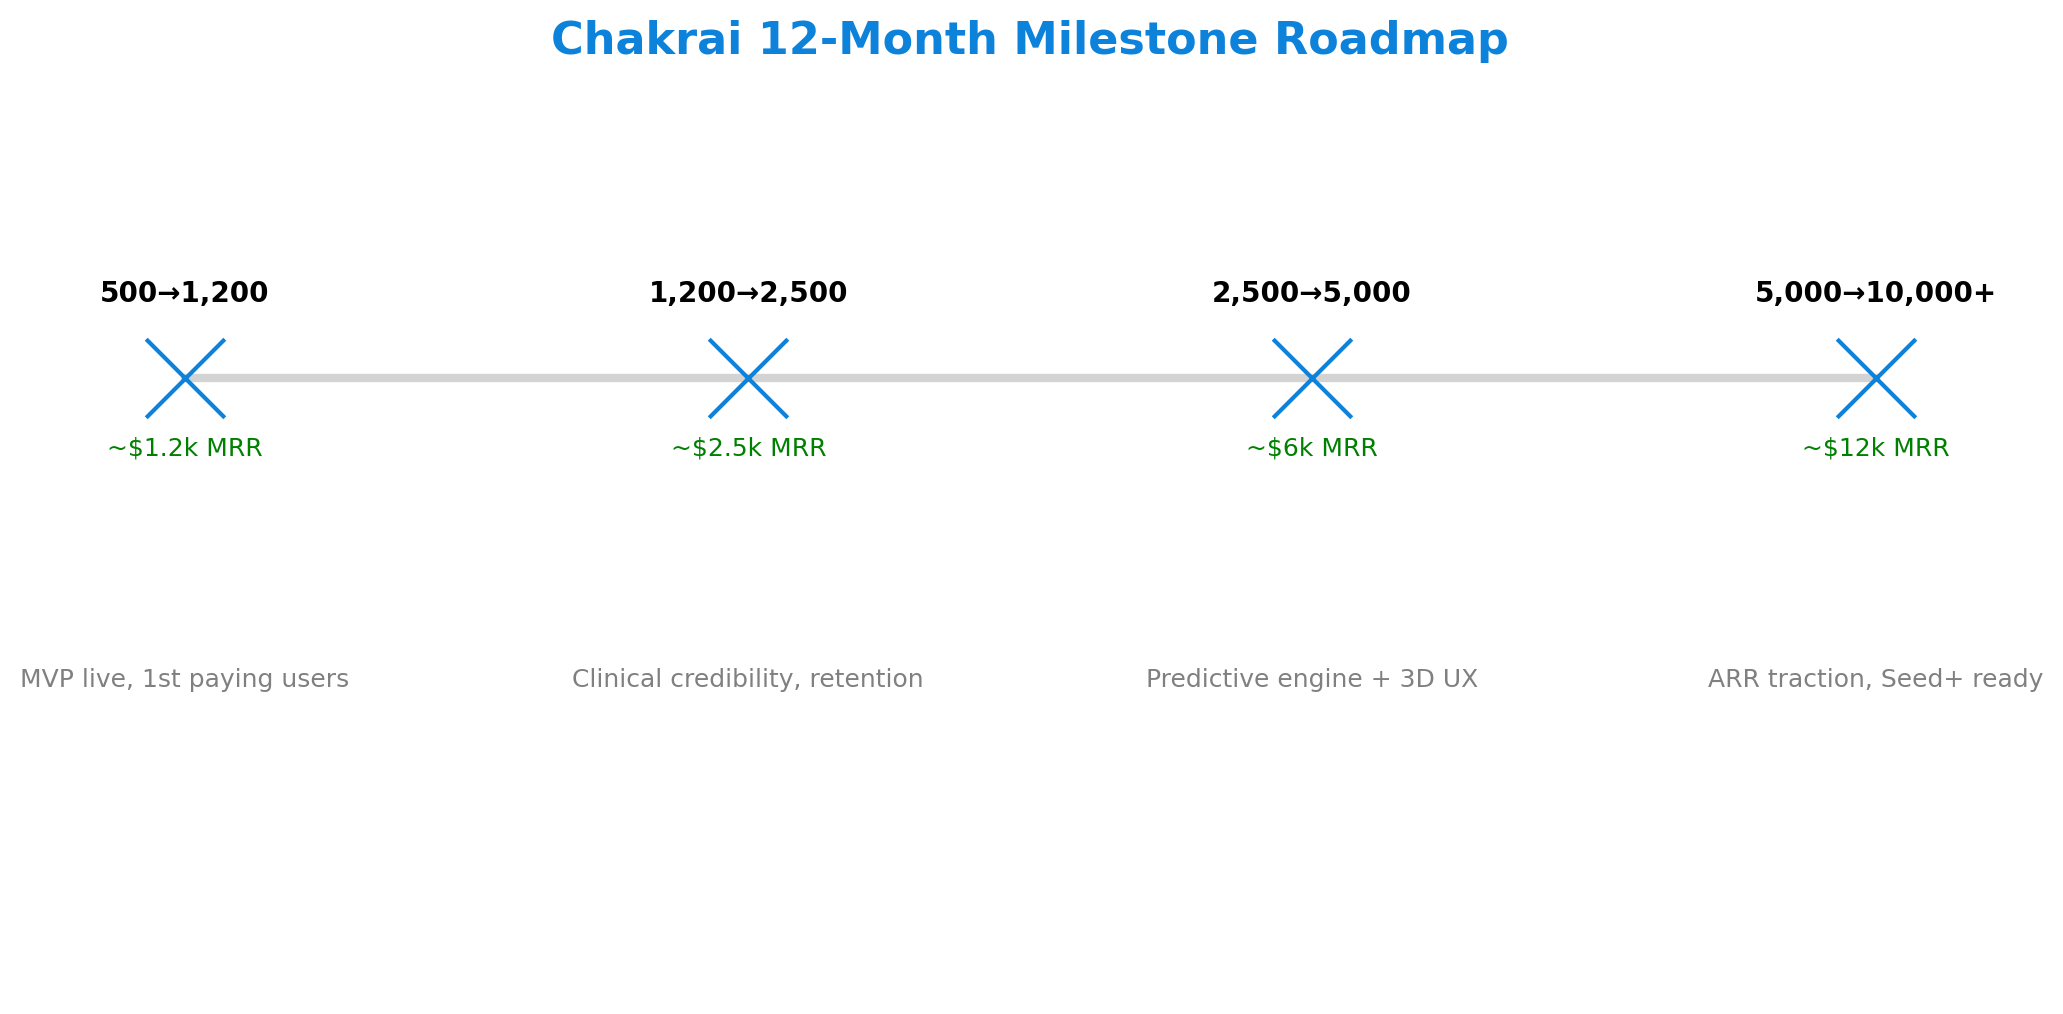 Chakrai 12-Month Milestone Roadmap
500→1,200
1,200→2,500
2,500→5,000
5,000→10,000+
~$1.2k MRR
~$2.5k MRR
~$6k MRR
~$12k MRR
MVP live, 1st paying users
Clinical credibility, retention
Predictive engine + 3D UX
ARR traction, Seed+ ready